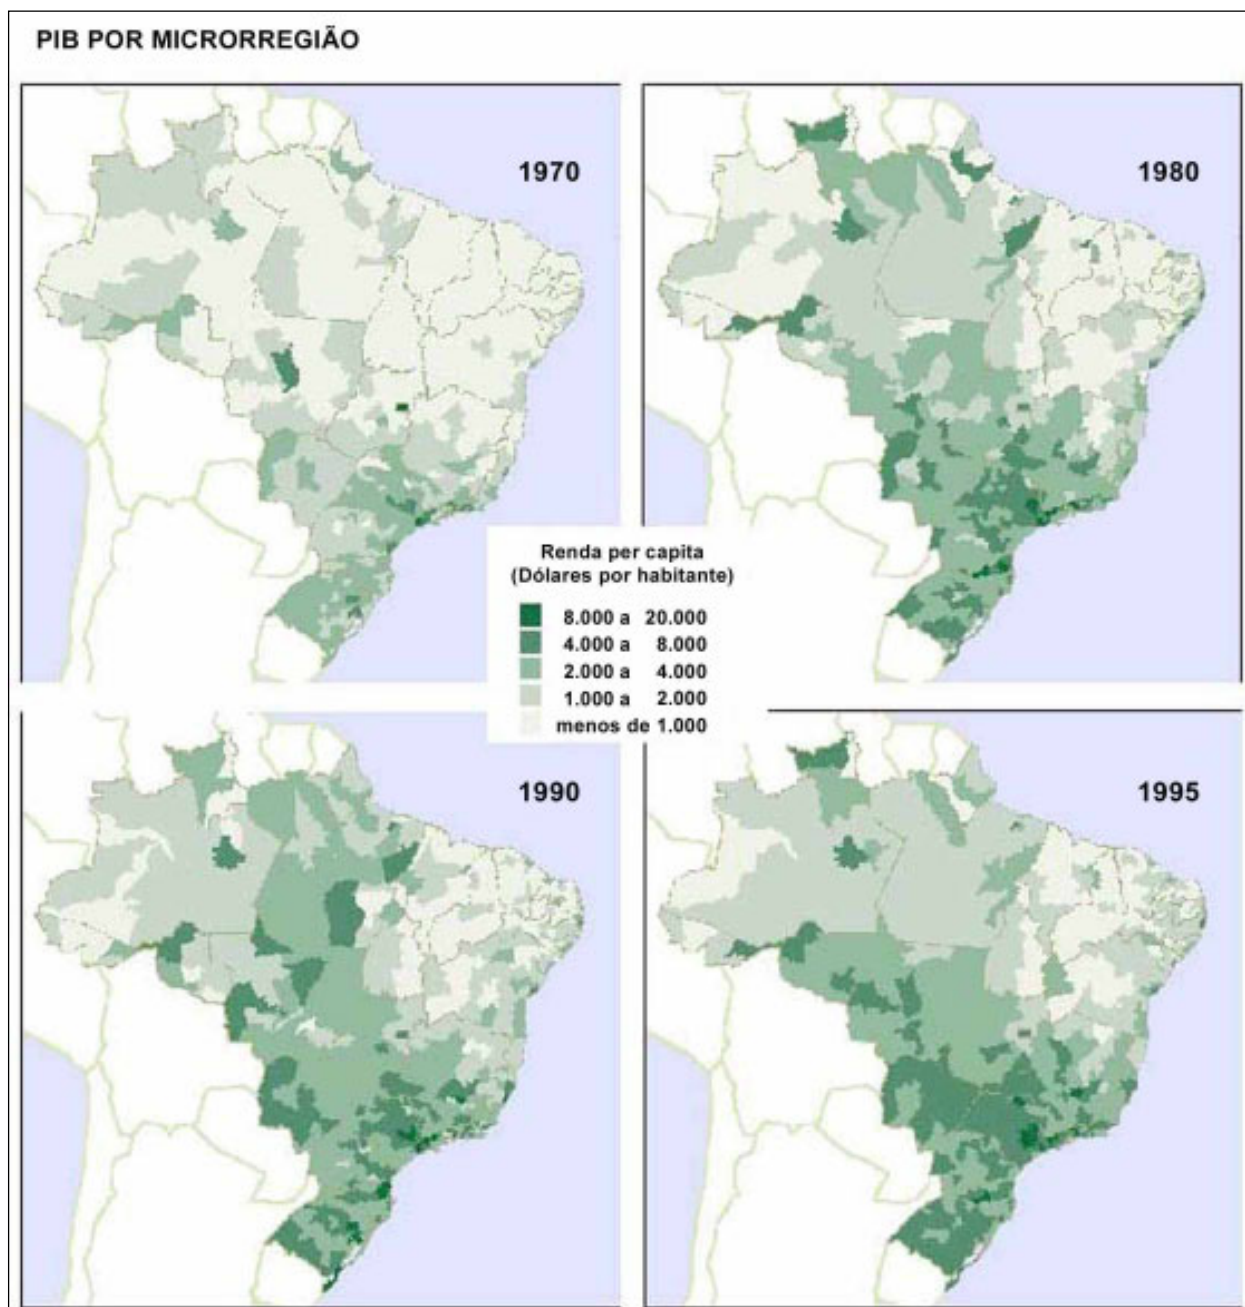 PIB POR MICRORREGIÃO
1970
1980
Renda per capita
(Dólares por habitante)
8.000 a 20.000
4.000 a 8.000
2.000 a 4.000
1.000 a 2.000
menos de 1.000
1990
1995